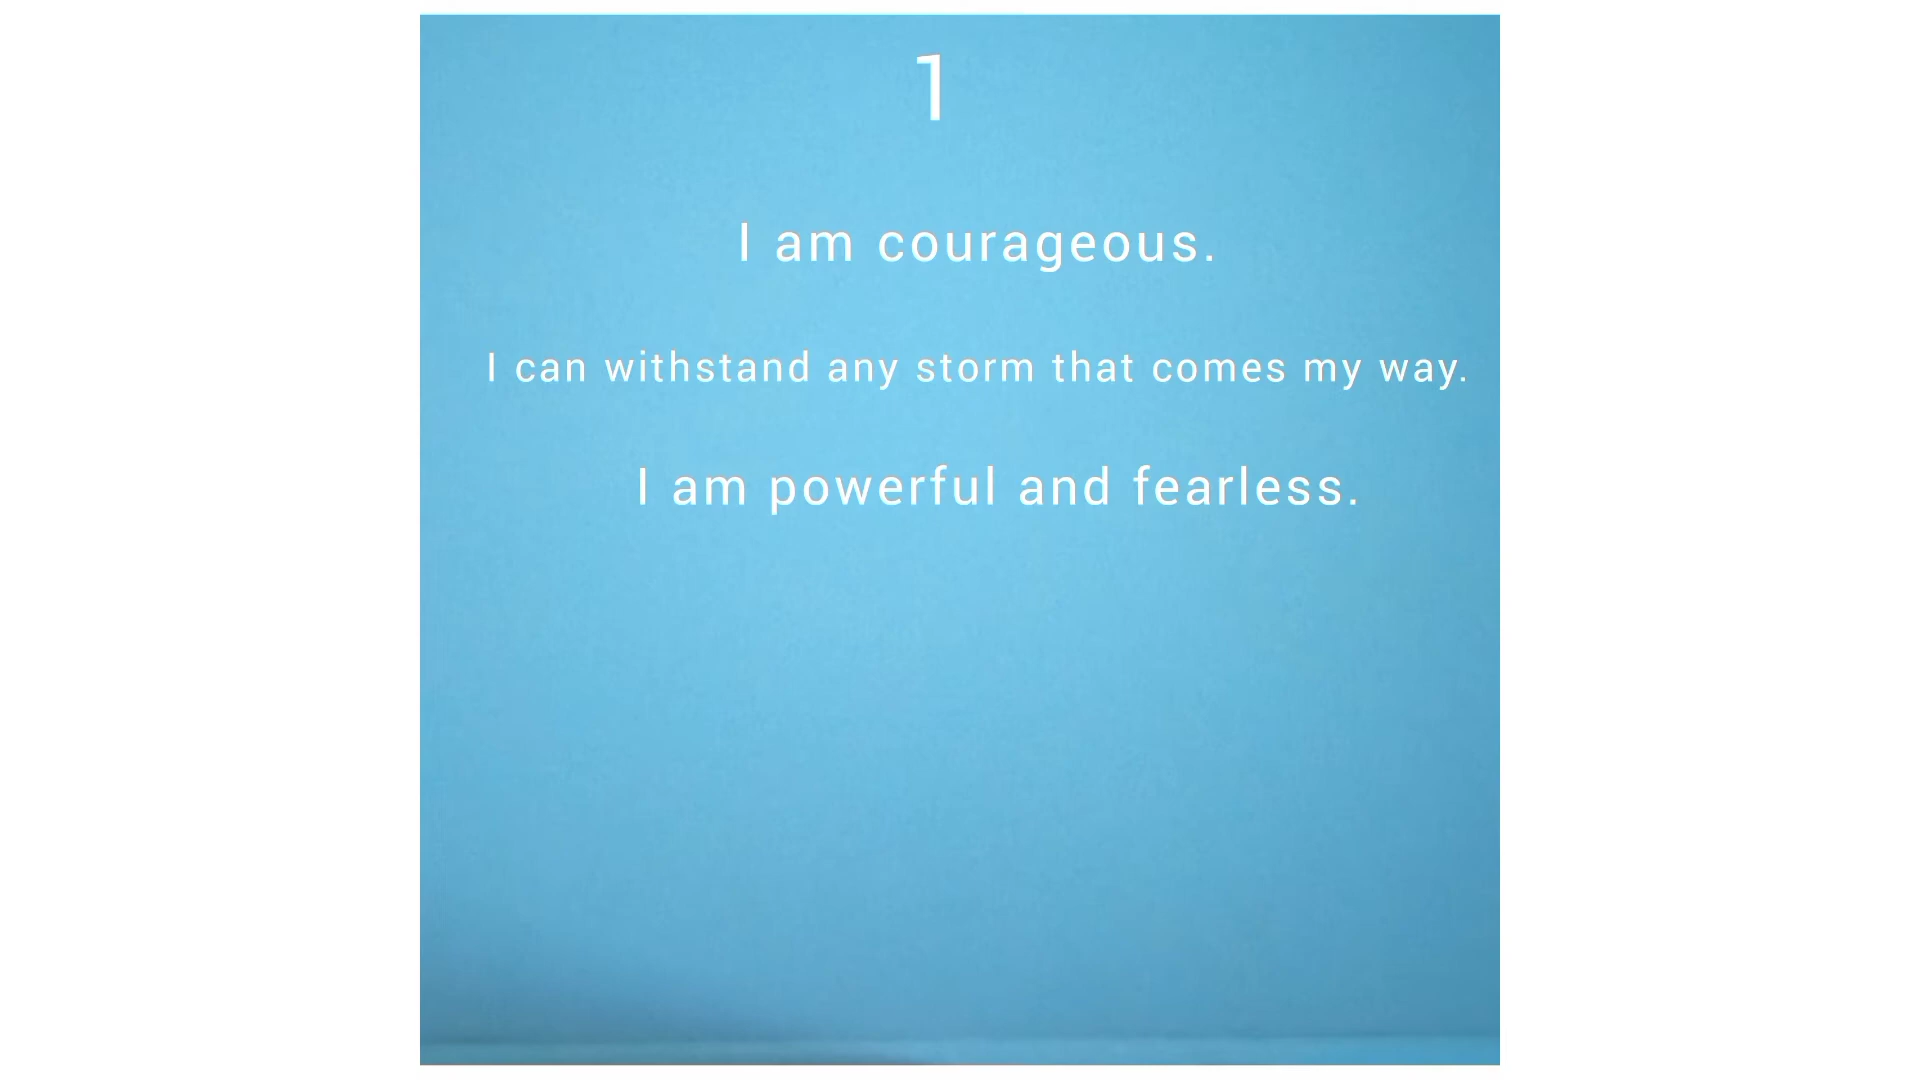 1
I am courageous.
I can withstand any storm that comes my way.
I am powerful and fearless.